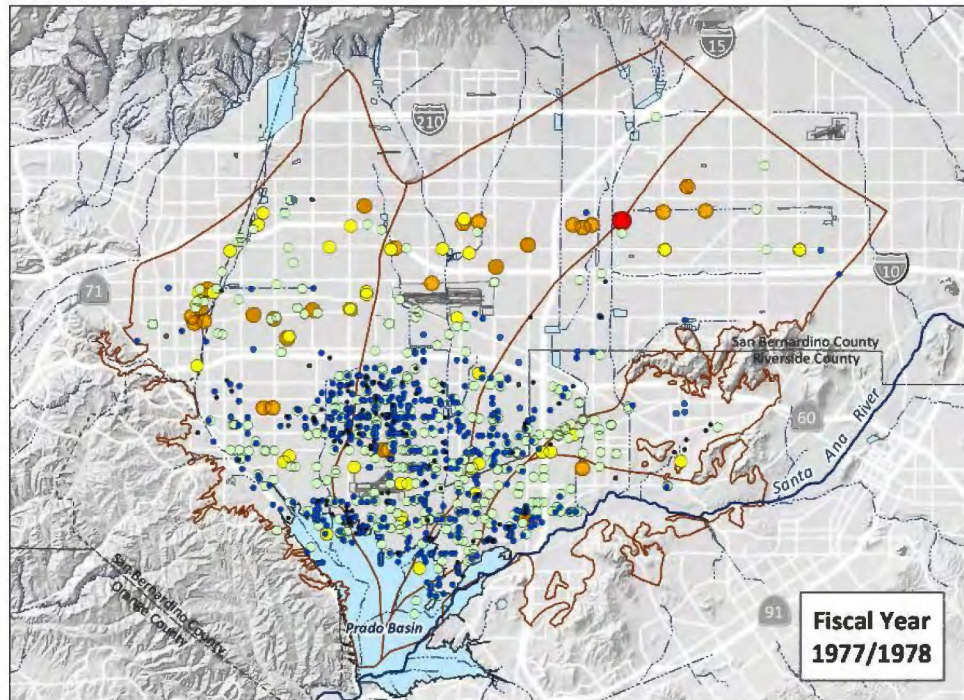 15
210
10
71
San Bernardino County
Riverside County
60
Santa Ana River
San Bernardino County
Orange County
Prado Basin
91
Fiscal Year
1977/1978